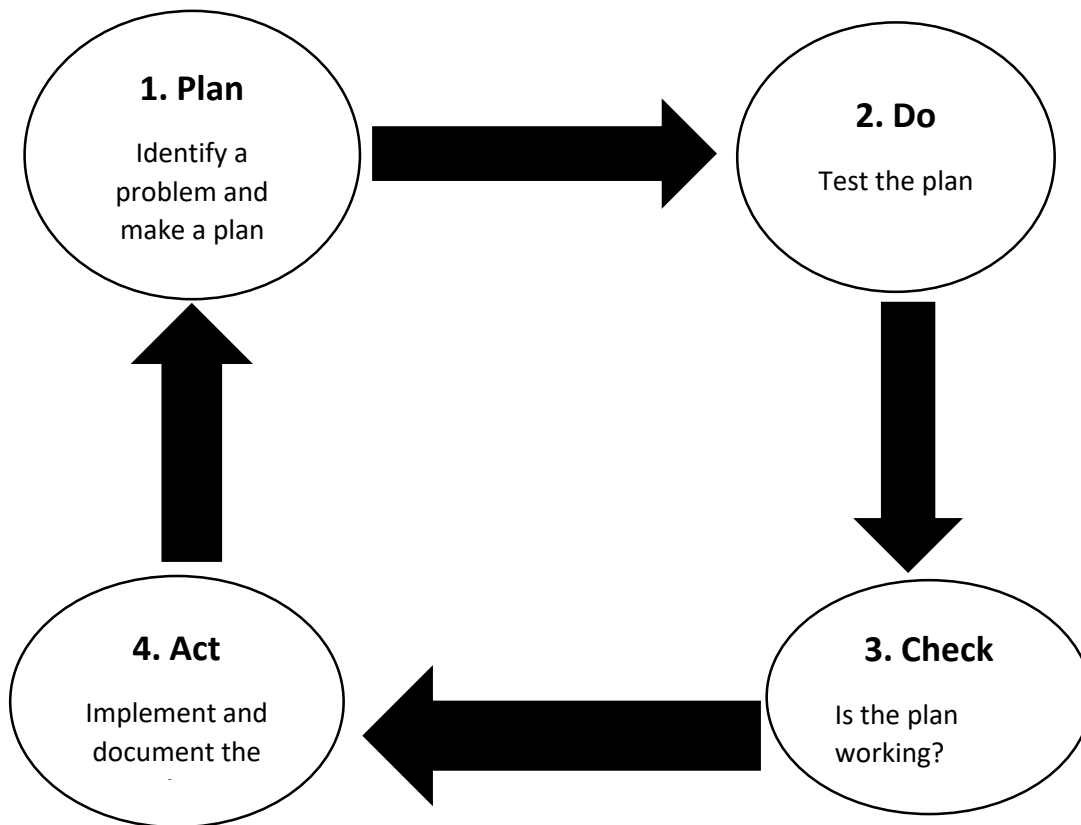 1. Plan
Identify a
problem and
make a plan
2. Do
Test the plan
3. Check
Is the plan
working?
4. Act
Implement and
document the